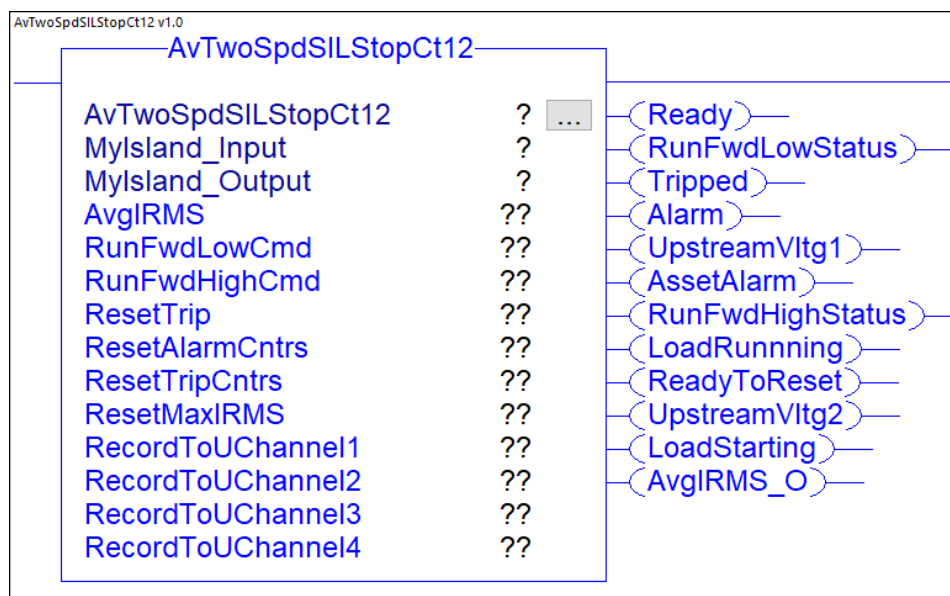 AvTwoSpdSILStopCt12 v1.0
AvTwoSpdSILStopCt12
AvTwoSpdSILStopCt12 ? ... Ready
MyIsland_Input ? RunFwdLowStatus
MyIsland_Output ? Tripped
AvgIRMS ?? Alarm
RunFwdLowCmd ?? UpstreamVltg1
RunFwdHighCmd ?? AssetAlarm
ResetTrip ?? RunFwdHighStatus
ResetAlarmCntrs ?? LoadRunnning
ResetTripCntrs ?? ReadyToReset
ResetMaxIRMS ?? UpstreamVltg2
RecordToUChannel1 ?? LoadStarting
RecordToUChannel2 ?? AvgIRMS_O
RecordToUChannel3 ??
RecordToUChannel4 ??